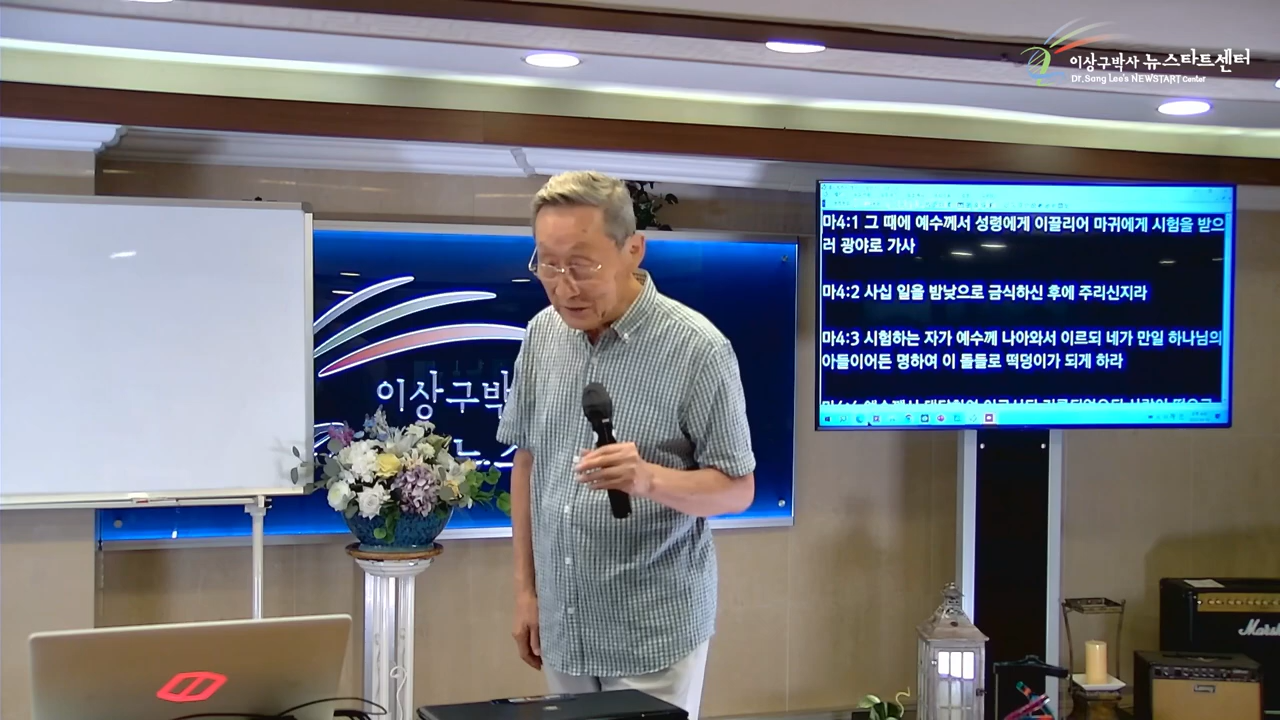 이상구박사 뉴스타트센터
Dr. Sang Lee's NEWSTART Center
마4:1 그 때에 예수께서 성령에게 이끌리어 마귀에게 시험을 받으
러 광야로 가사
마4:2 사십 일을 밤낮으로 금식하신 후에 주리신지라
마4:3 시험하는 자가 예수께 나아와서 이르되 네가 만일 하나님의
아들이어든 명하여 이 돌들로 떡덩이가 되게 하라
이상구박
뉴스
Laney